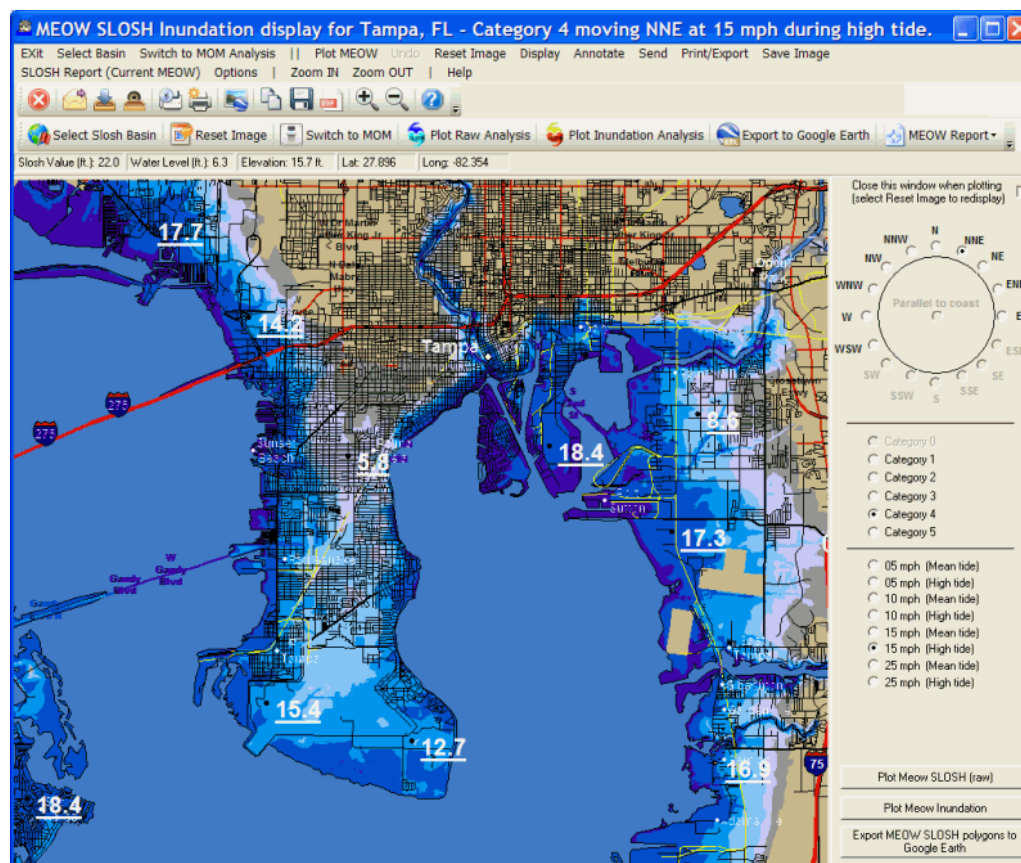 MEOW SLOSH Inundation display for Tampa, FL - Category 4 moving NNE at 15 mph during high tide.
EXit Select Basin Switch to MOM Analysis || Plot MEOW Undo Reset Image Display Annotate Send Print/Export Save Image
SLOSH Report (Current MEOW) Options | Zoom IN Zoom OUT | Help
Select Slosh Basin Reset Image Switch to MOM Plot Raw Analysis Plot Inundation Analysis Export to Google Earth MEOW Report
Slosh Value (ft.): 22.0 Water Level (ft.): 6.3 Elevation: 15.7 ft. Lat: 27.896 Long: -82.354
Close this window when plotting
(select Reset Image to redisplay)
N
NNW NNE
NW NE
WNW
Parallel to coast
W
WSW
SW SE
SSW S SSE
17.7
14.2
Tampa
275
275
Sunset
Beach
5.8
18.4
8.6
17.3
W
Gandy
Blvd
Gandy
Blvd
15.4
12.7
16.9
75
18.4
Category 0
Category 1
Category 2
Category 3
Category 4
Category 5
05 mph (Mean tide)
05 mph (High tide)
10 mph (Mean tide)
10 mph (High tide)
15 mph (Mean tide)
15 mph (High tide)
25 mph (Mean tide)
25 mph (High tide)
Plot Meow SLOSH (raw)
Plot Meow Inundation
Export MEOW SLOSH polygons to
Google Earth